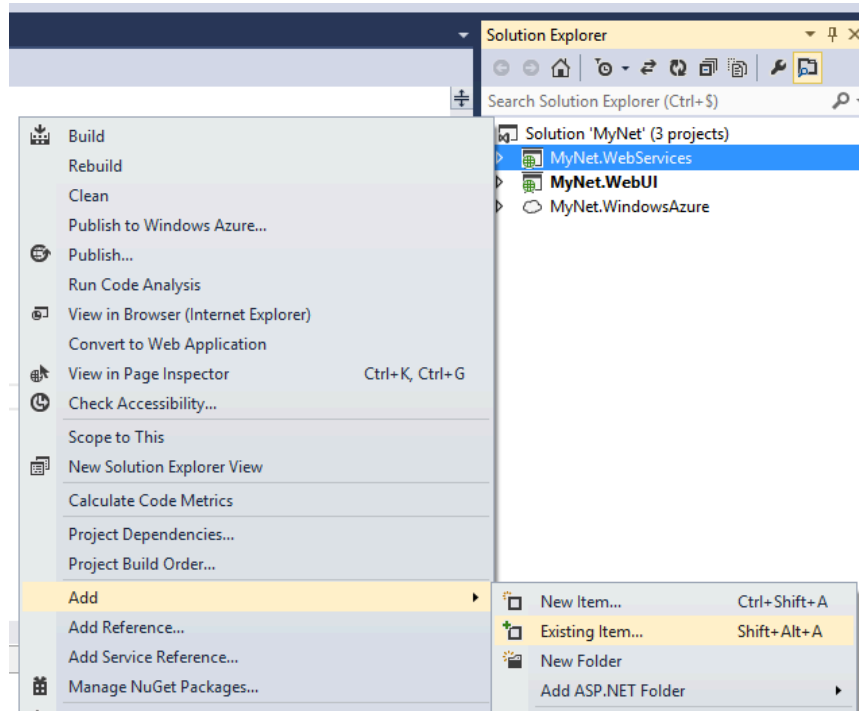 Solution Explorer
Search Solution Explorer (Ctrl+$)
Solution 'MyNet' (3 projects)
MyNet.WebServices
MyNet.WebUI
MyNet.WindowsAzure
Build
Rebuild
Clean
Publish to Windows Azure...
Publish...
Run Code Analysis
View in Browser (Internet Explorer)
Convert to Web Application
View in Page Inspector Ctrl+K, Ctrl+G
Check Accessibility...
Scope to This
New Solution Explorer View
Calculate Code Metrics
Project Dependencies...
Project Build Order...
Add
Add Reference...
Add Service Reference...
Manage NuGet Packages...
New Item... Ctrl+Shift+A
Existing Item... Shift+Alt+A
New Folder
Add ASP.NET Folder